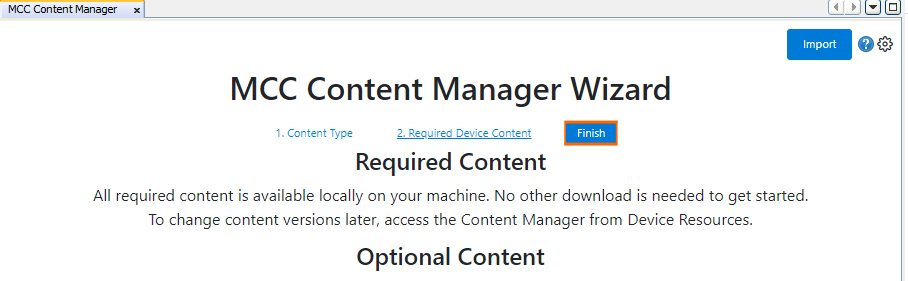 MCC Content Manager
Import
MCC Content Manager Wizard
1. Content Type
2. Required Device Content
Finish
Required Content
All required content is available locally on your machine. No other download is needed to get started.
To change content versions later, access the Content Manager from Device Resources.
Optional Content